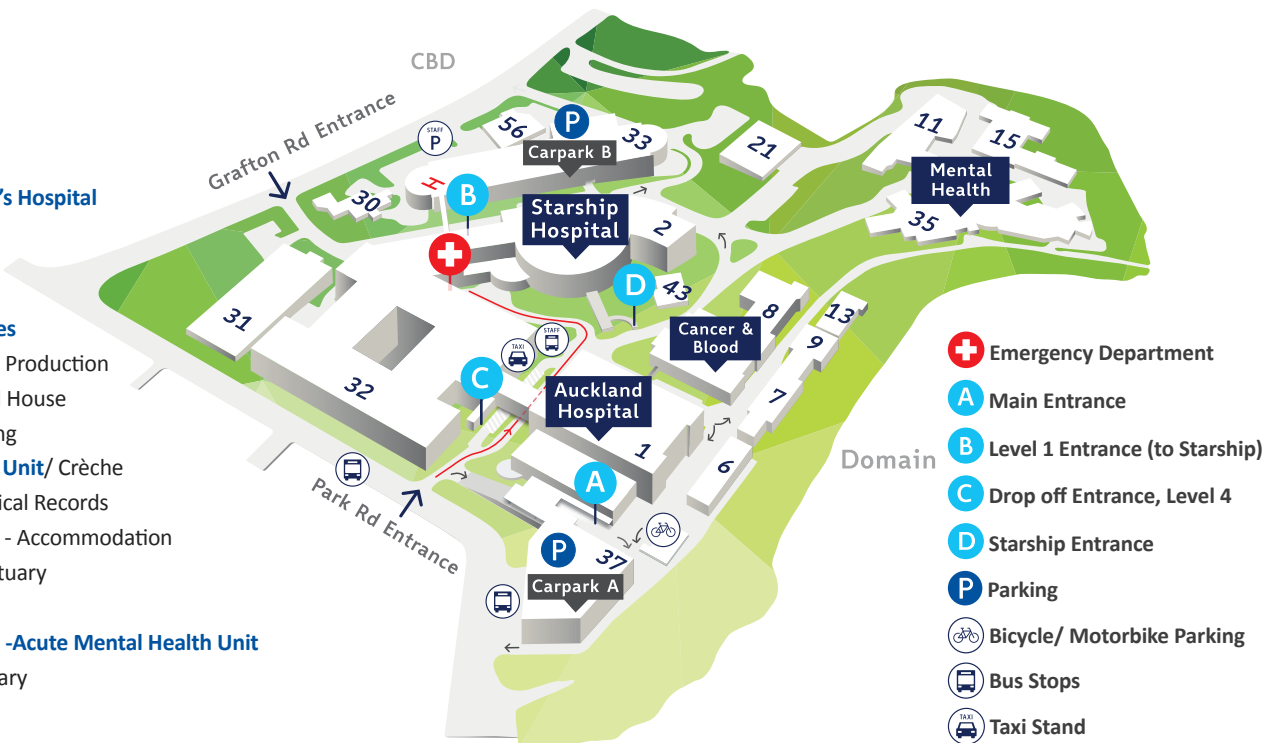 CBD
Grafton Rd Entrance
STAFF
P
56
P
33
Carpark B
21
11
15
Mental
Health
35
's Hospital
30
H
B
Starship
Hospital
2
31
D
43
8
13
9
Cancer &
Blood
7
TAXI
STAFF
32
C
Auckland
Hospital
1
6
Domain
A
Park Rd Entrance
P
37
Carpark A
es
Production
House
ng
Unit/ Crèche
ical Records
- Accommodation
tuary
-Acute Mental Health Unit
ary
Emergency Department
A Main Entrance
B Level 1 Entrance (to Starship)
C Drop off Entrance, Level 4
D Starship Entrance
P Parking
Bicycle/ Motorbike Parking
Bus Stops
TAXI
Taxi Stand